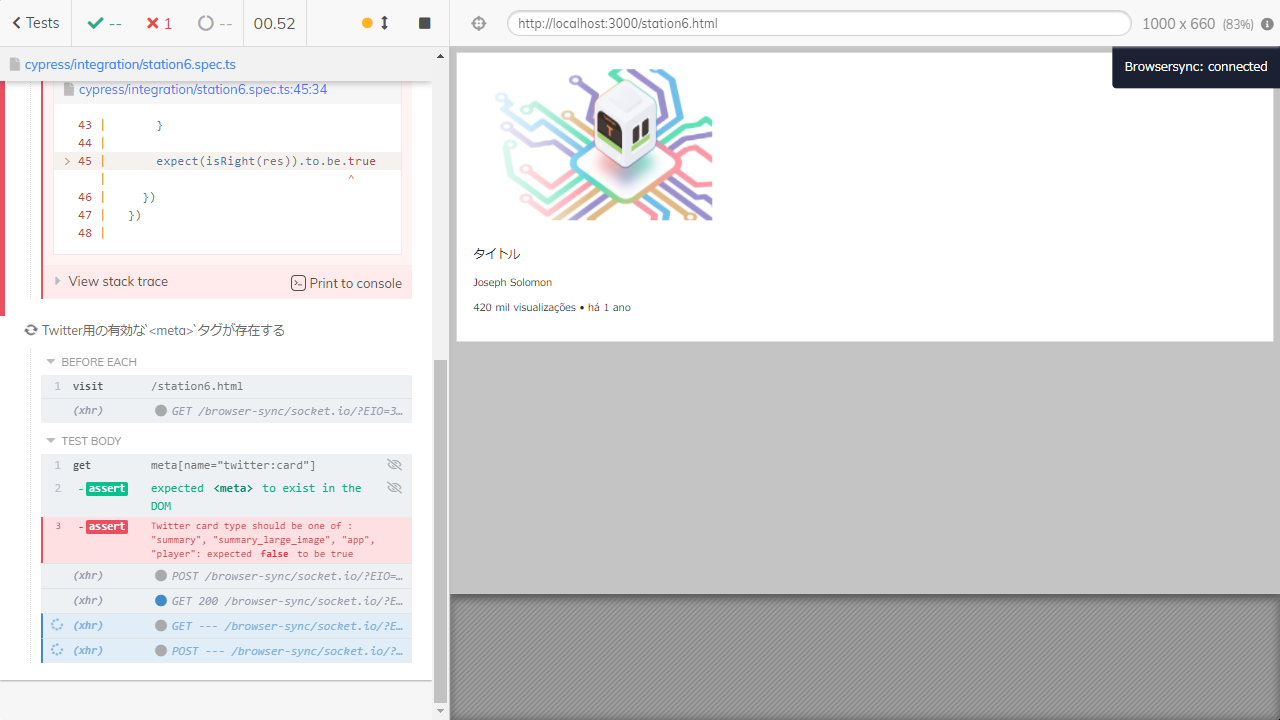 Tests
--
1
--
00.52
http://localhost:3000/station6.html
1000 x 660 (83%)
cypress/integration/station6.spec.ts
Browsersync: connected
cypress/integration/station6.spec.ts:45:34
43 | }
44 |
> 45 | expect(isRight(res)).to.be.true
| ^
46 | })
47 | })
48 |
View stack trace
Print to console
Twitter用の有効な`<meta>`タグが存在する
BEFORE EACH
1 visit /station6.html
(xhr) GET /browser-sync/socket.io/?EIO=3…
TEST BODY
1 get meta[name="twitter:card"]
2 -assert expected <meta> to exist in the
DOM
3 -assert Twitter card type should be one of :
"summary", "summary_large_image", "app",
"player": expected false to be true
(xhr) POST /browser-sync/socket.io/?EIO=…
(xhr) GET 200 /browser-sync/socket.io/?E…
(xhr) GET --- /browser-sync/socket.io/?E…
(xhr) POST --- /browser-sync/socket.io/?…
タイトル
Joseph Solomon
420 mil visualizações • há 1 ano